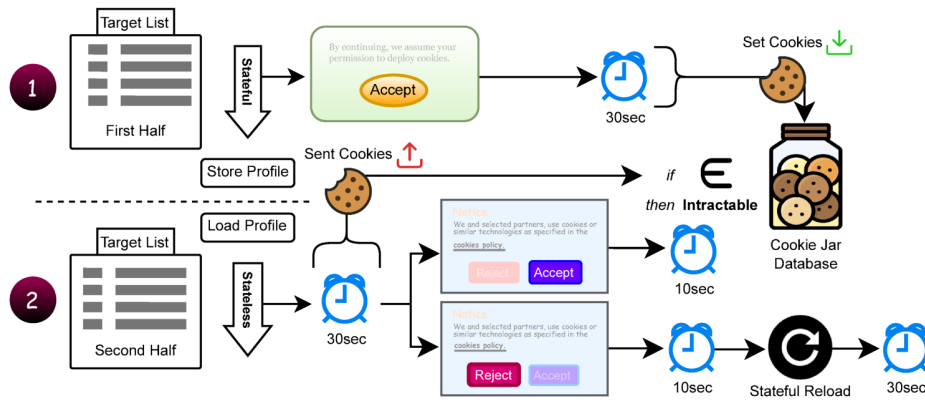 Target List
1
First Half
Stateful
By continuing, we assume your
permission to deploy cookies.
Accept
30sec
Set Cookies
Store Profile
Sent Cookies
if ∈
then Intractable
Cookie Jar
Database
Load Profile
Target List
2
Second Half
Stateless
30sec
Notice
We and selected partners, use cookies or
similar technologies as specified in the
cookies policy.
Reject
Accept
10sec
Notice
We and selected partners, use cookies or
similar technologies as specified in the
cookies policy.
Reject
Accept
10sec
Stateful Reload
30sec